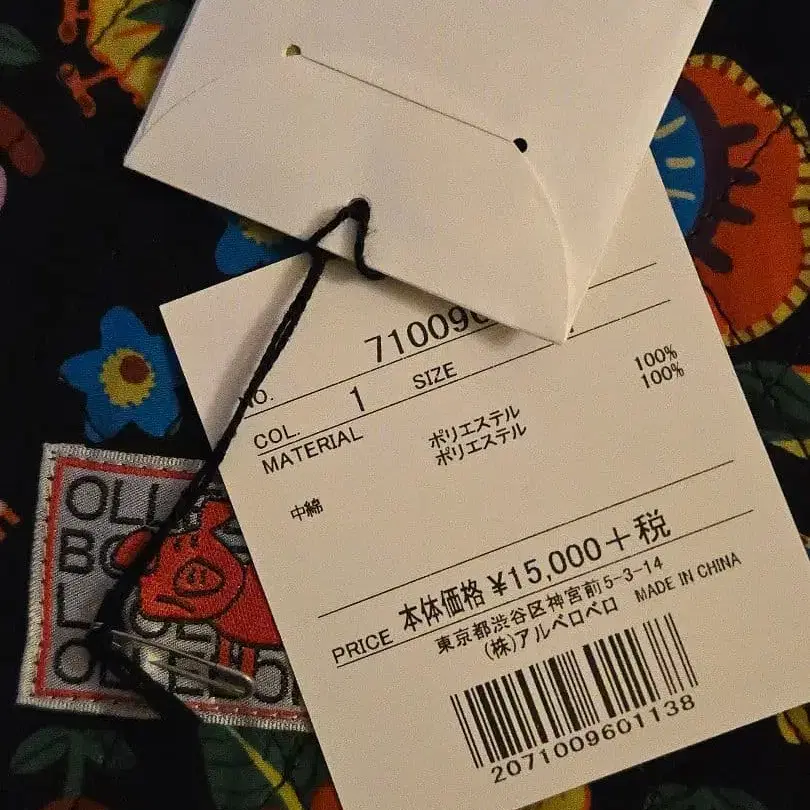 71009
NO.
COL. 1 SIZE
MATERIAL ポリエステル 100%
ポリエステル 100%
中綿
PRICE 本体価格 ¥15,000+税
東京都渋谷区神宮前5-3-14
(株)アルベロベロ MADE IN CHINA
2071009601138
OLL
BO
L